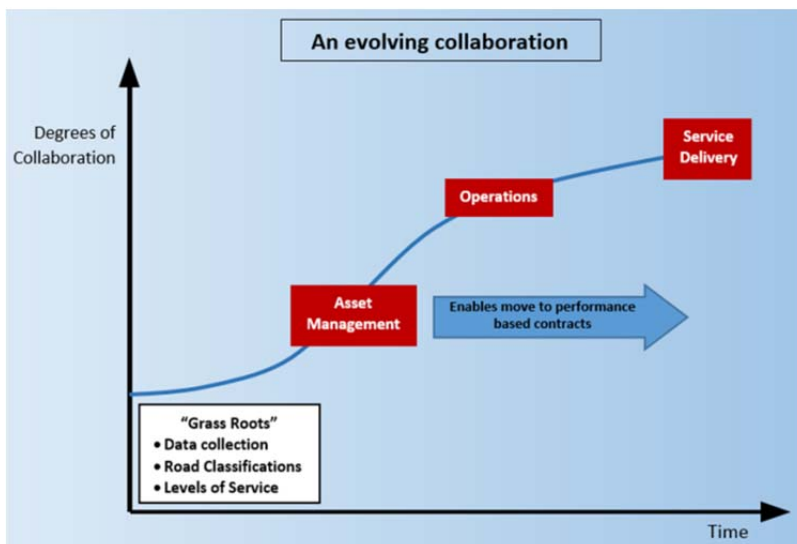 An evolving collaboration
Degrees of
Collaboration
Service
Delivery
Operations
Asset
Management
Enables move to performance
based contracts
“Grass Roots”
• Data collection
• Road Classifications
• Levels of Service
Time